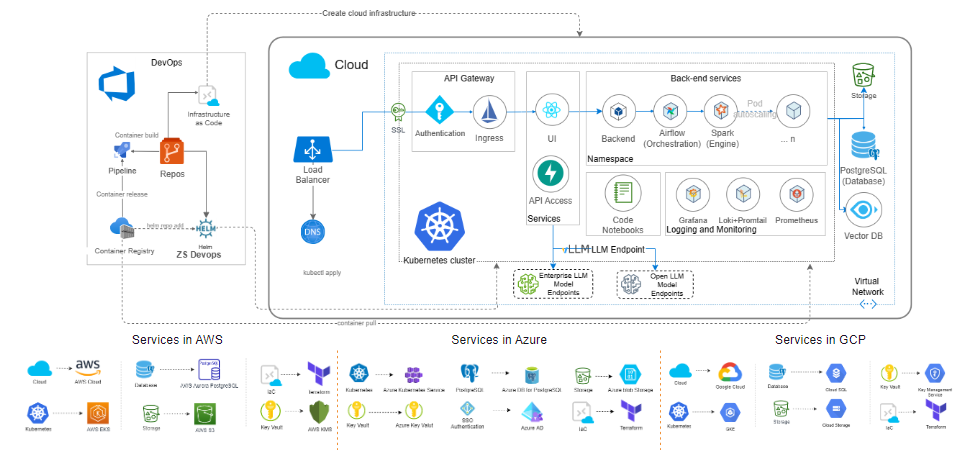 Create cloud infrastructure
DevOps
Infrastructure
as Code
Container build
Pipeline
Repos
Container release
helm repo add
HELM
Helm
Container Registry
ZS Devops
Cloud
Load
Balancer
DNS
kubectl apply
SSL
API Gateway
Authentication
Ingress
UI
API Access
Services
Back-end services
Backend
Airflow
(Orchestration)
Spark
(Engine)
Pod
autoscaling
... n
Namespace
Code
Notebooks
Grafana
Loki+Promtail
Prometheus
Logging and Monitoring
Kubernetes cluster
LLM LLM Endpoint
Enterprise LLM
Model
Endpoints
Open LLM
Model
Endpoints
Storage
PostgreSQL
(Database)
Vector DB
Virtual
Network
container pull
Services in AWS
Services in Azure
Services in GCP
Cloud
aws
AWS Cloud
Database
PostgreSQL
AWS Aurora PostgreSQL
IaC
Terraform
Kubernetes
AWS EKS
Storage
AWS S3
Key Vault
AWS KMS
Kubernetes
Azure Kubernetes Service
PostgreSQL
Azure DB for PostgreSQL
Storage
Azure Blob Storage
Key Vault
Azure Key Valut
SSO
SSO
Authentication
Azure AD
IaC
Terraform
Cloud
Google Cloud
Database
Cloud SQL
Key Vault
Key Management
Service
Kubernetes
GKE
Storage
Cloud Storage
IaC
Terraform